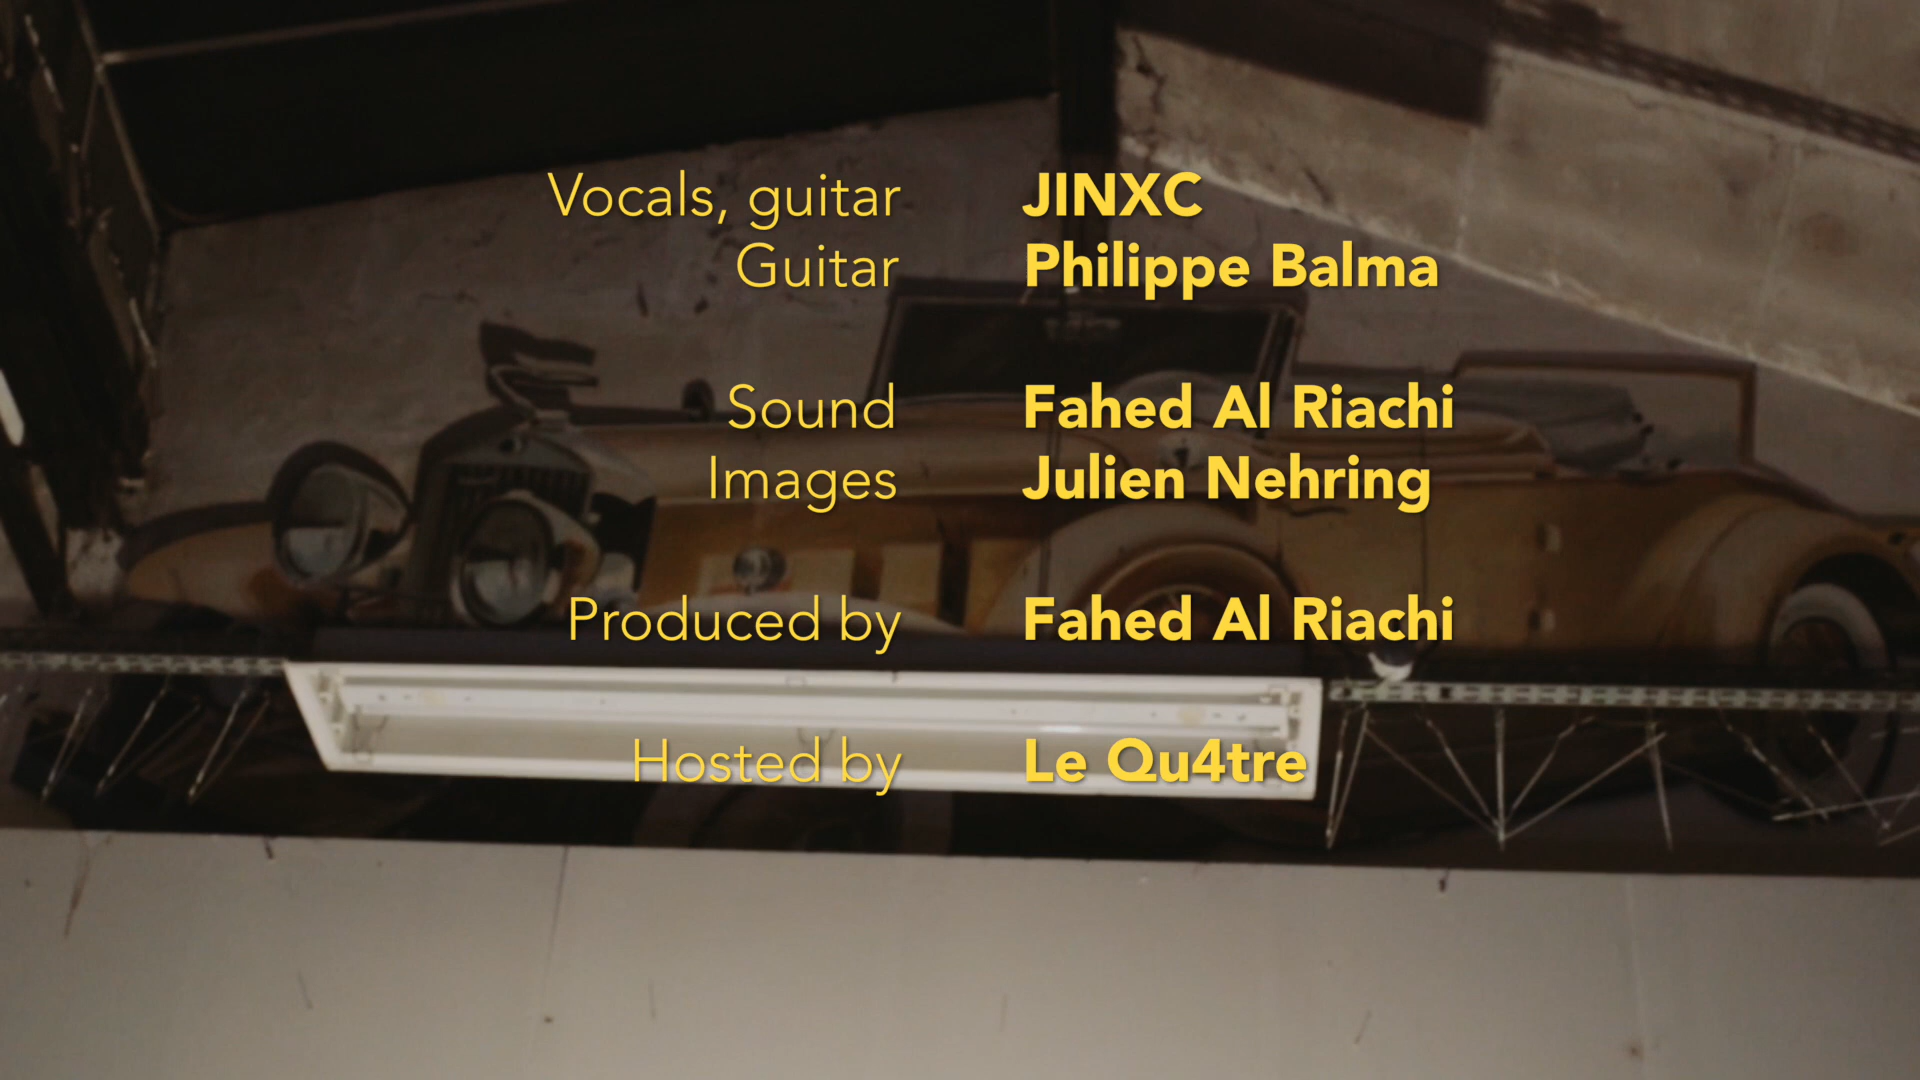 Vocals, guitar JINXC
Guitar Philippe Balma
Sound Fahed Al Riachi
Images Julien Nehring
Produced by Fahed Al Riachi
Hosted by Le Qu4tre